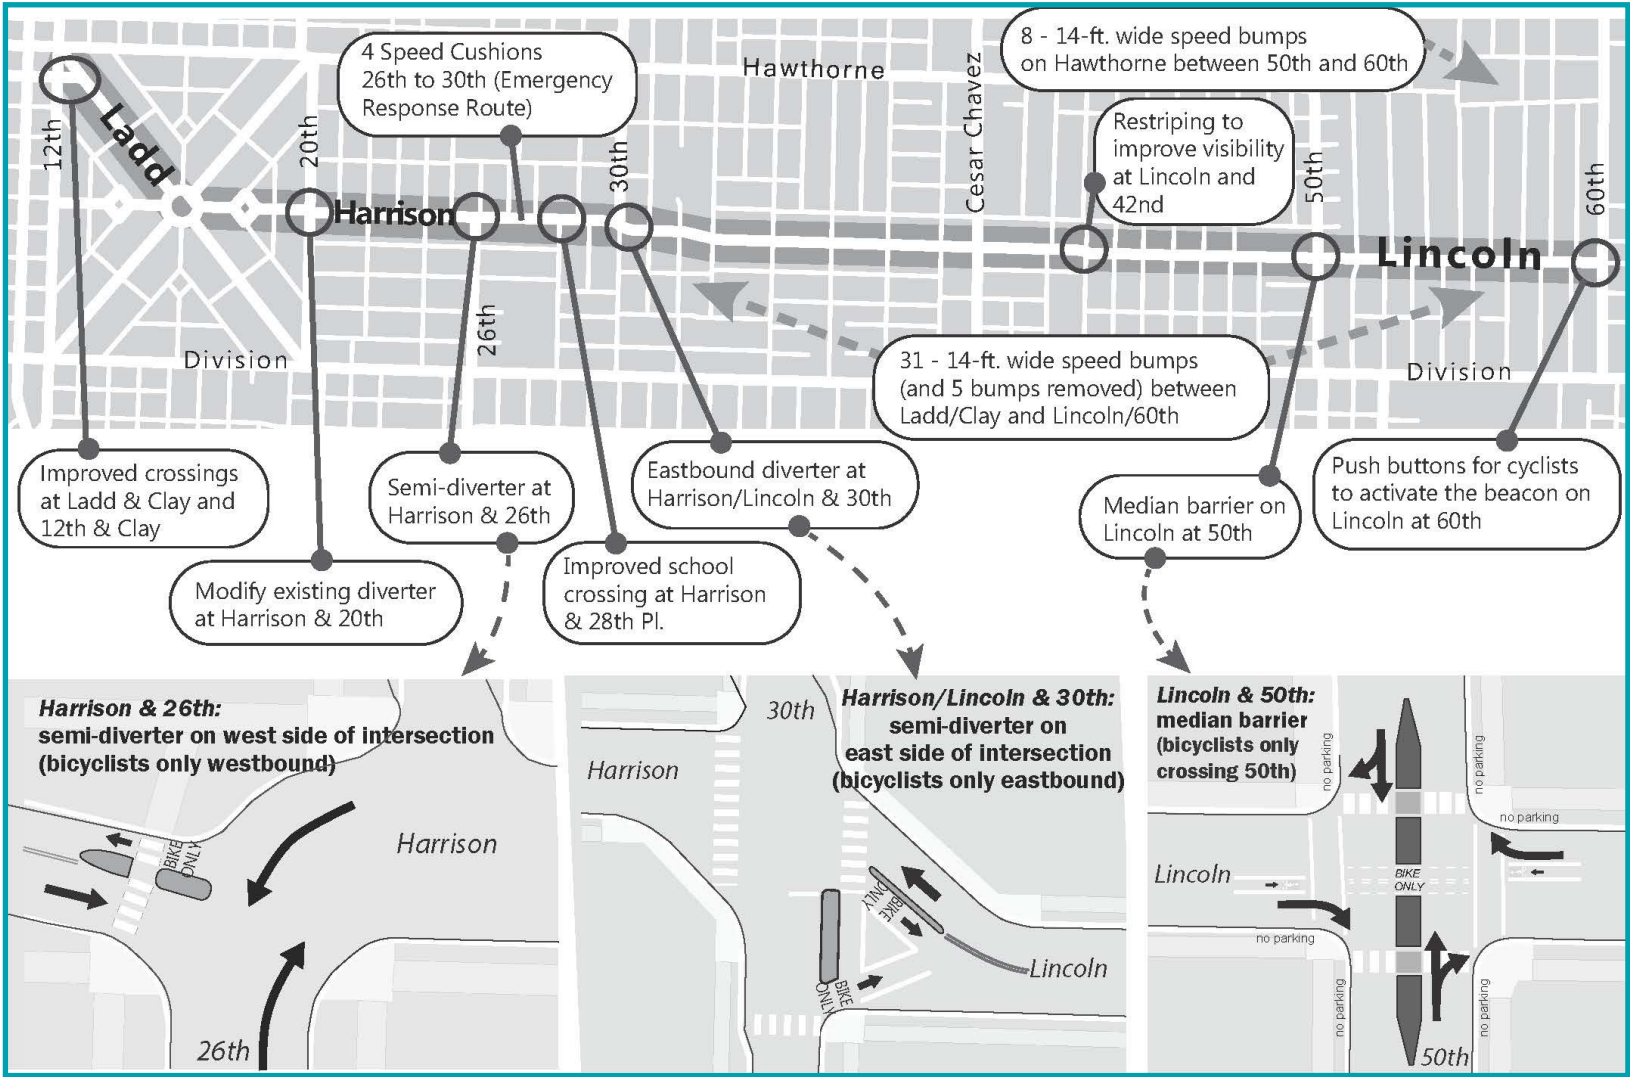 8 - 14-ft. wide speed bumps
on Hawthorne between 50th and 60th
4 Speed Cushions
26th to 30th (Emergency
Response Route)
Hawthorne
Cesar Chavez
Restriping to
improve visibility
at Lincoln and
42nd
12th
Ladd
20th
30th
50th
60th
Harrison
Lincoln
26th
Division
Division
31 - 14-ft. wide speed bumps
(and 5 bumps removed) between
Ladd/Clay and Lincoln/60th
Improved crossings
at Ladd & Clay and
12th & Clay
Modify existing diverter
at Harrison & 20th
Semi-diverter at
Harrison & 26th
Improved school
crossing at Harrison
& 28th Pl.
Eastbound diverter at
Harrison/Lincoln & 30th
Median barrier on
Lincoln at 50th
Push buttons for cyclists
to activate the beacon on
Lincoln at 60th
Harrison & 26th:
semi-diverter on west side of intersection
(bicyclists only westbound)
BIKE
ONLY
Harrison
26th
30th
Harrison
Harrison/Lincoln & 30th:
semi-diverter on
east side of intersection
(bicyclists only eastbound)
BIKE
ONLY
BIKE
ONLY
Lincoln
Lincoln & 50th:
median barrier
(bicyclists only
crossing 50th)
no parking
no parking
no parking
Lincoln
BIKE
ONLY
no parking
no parking
no parking
50th